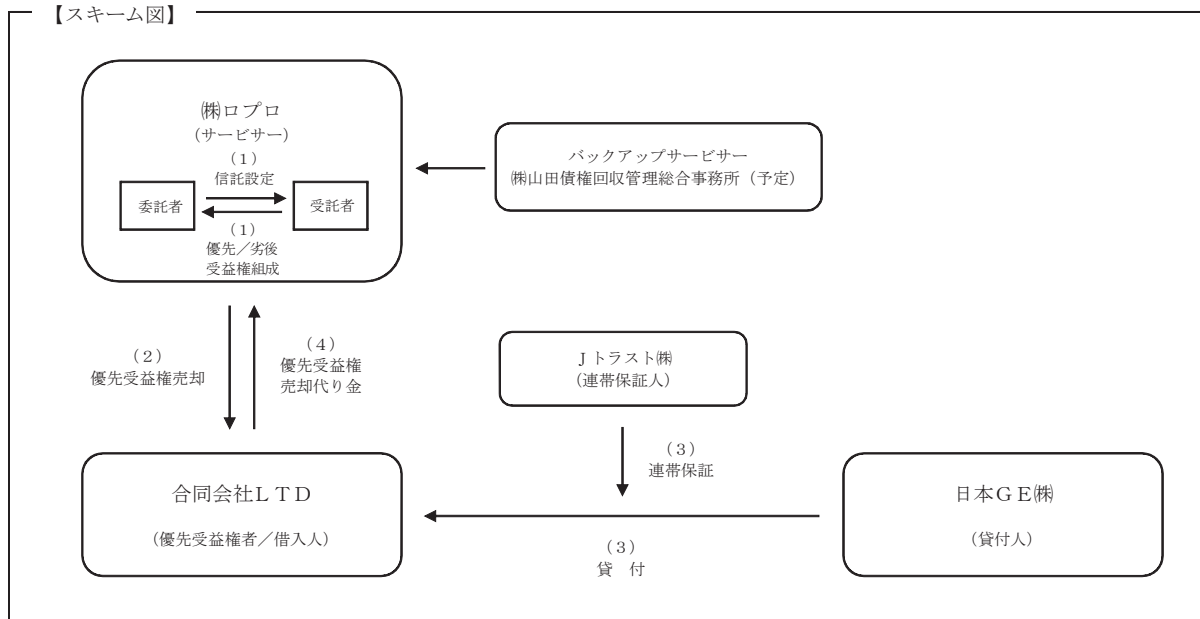 【スキーム図】
㈱ロプロ
(サービサー)
(1)
信託設定
委託者
受託者
(1)
優先/劣後
受益権組成
バックアップサービサー
㈱山田債権回収管理総合事務所(予定)
(2)
優先受益権売却
(4)
優先受益権
売却代り金
Jトラスト㈱
(連帯保証人)
(3)
連帯保証
合同会社LTD
(優先受益権者/借入人)
日本GE㈱
(貸付人)
(3)
貸 付